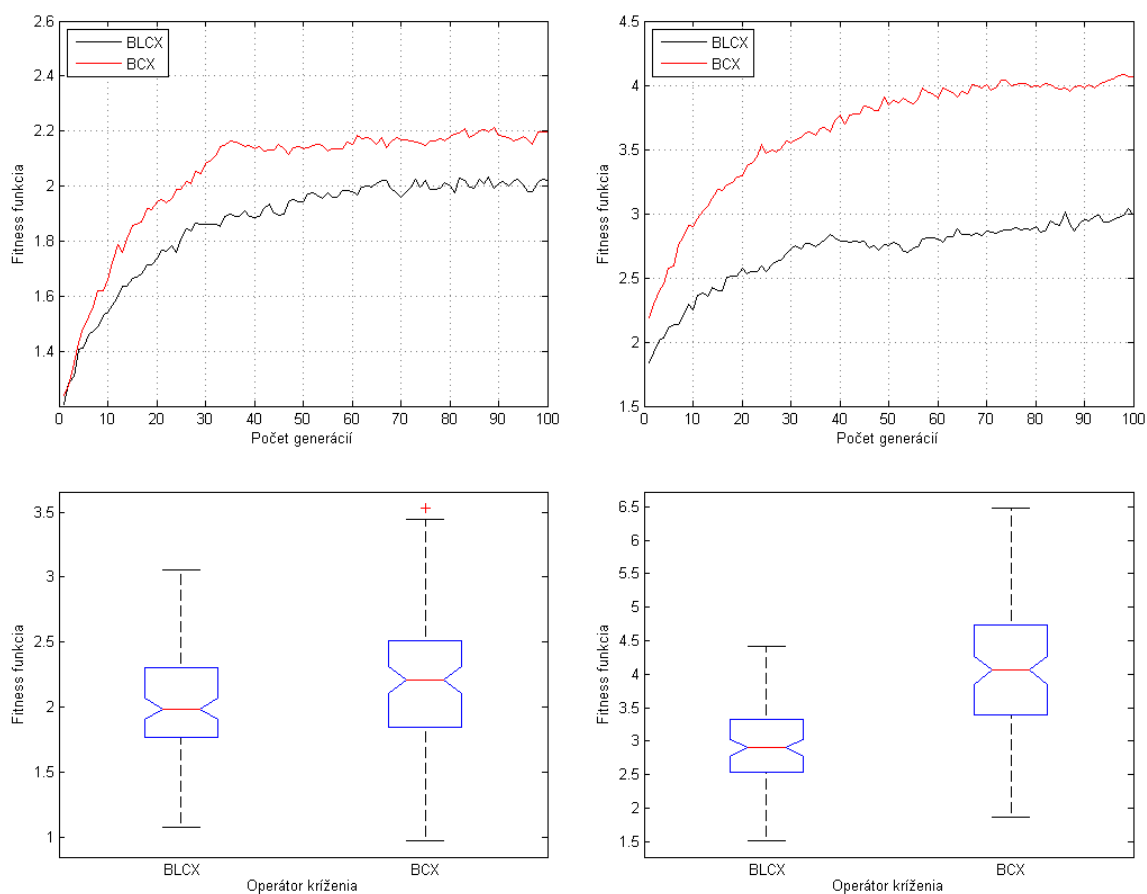 2.6
2.4
2.2
2
1.8
1.6
1.4
0 10 20 30 40 50 60 70 80 90 100
Fitness funkcia
Počet generácií
BLCX
BCX
4.5
4
3.5
3
2.5
2
1.5
0 10 20 30 40 50 60 70 80 90 100
Fitness funkcia
Počet generácií
BLCX
BCX
3.5
3
2.5
2
1.5
1
Fitness funkcia
BLCX BCX
Operátor kríženia
6.5
6
5.5
5
4.5
4
3.5
3
2.5
2
1.5
Fitness funkcia
BLCX BCX
Operátor kríženia